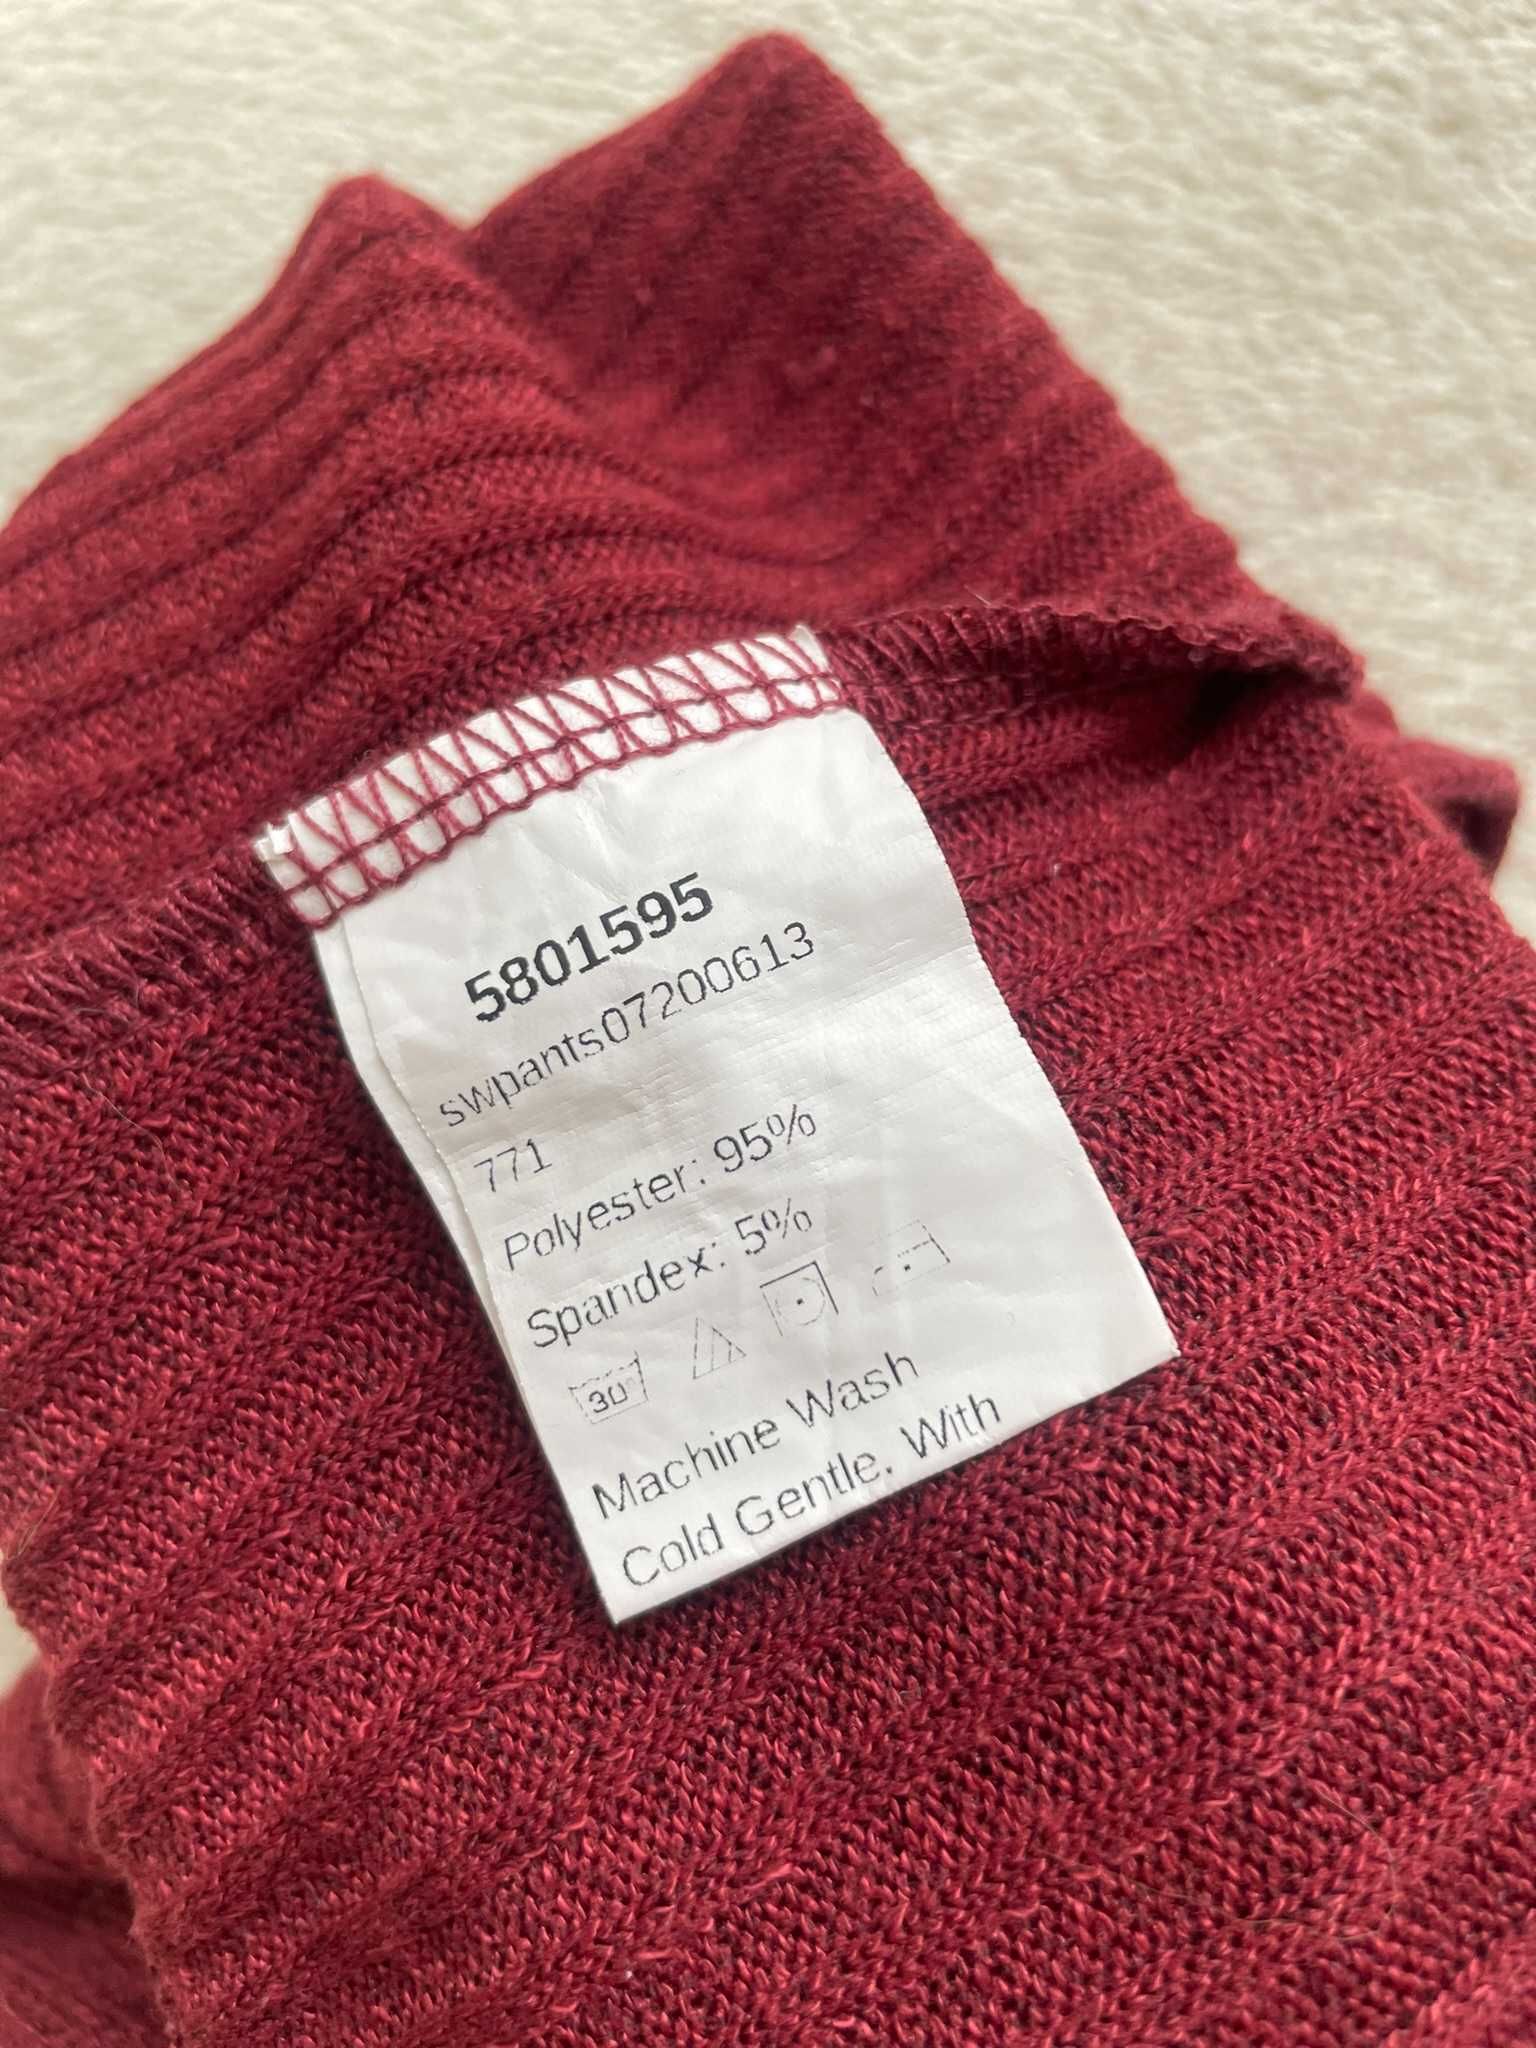 5801595
swpants07200613
771
Polyester: 95%
Spandex: 5%
30°
Machine Wash
Cold Gentle. With